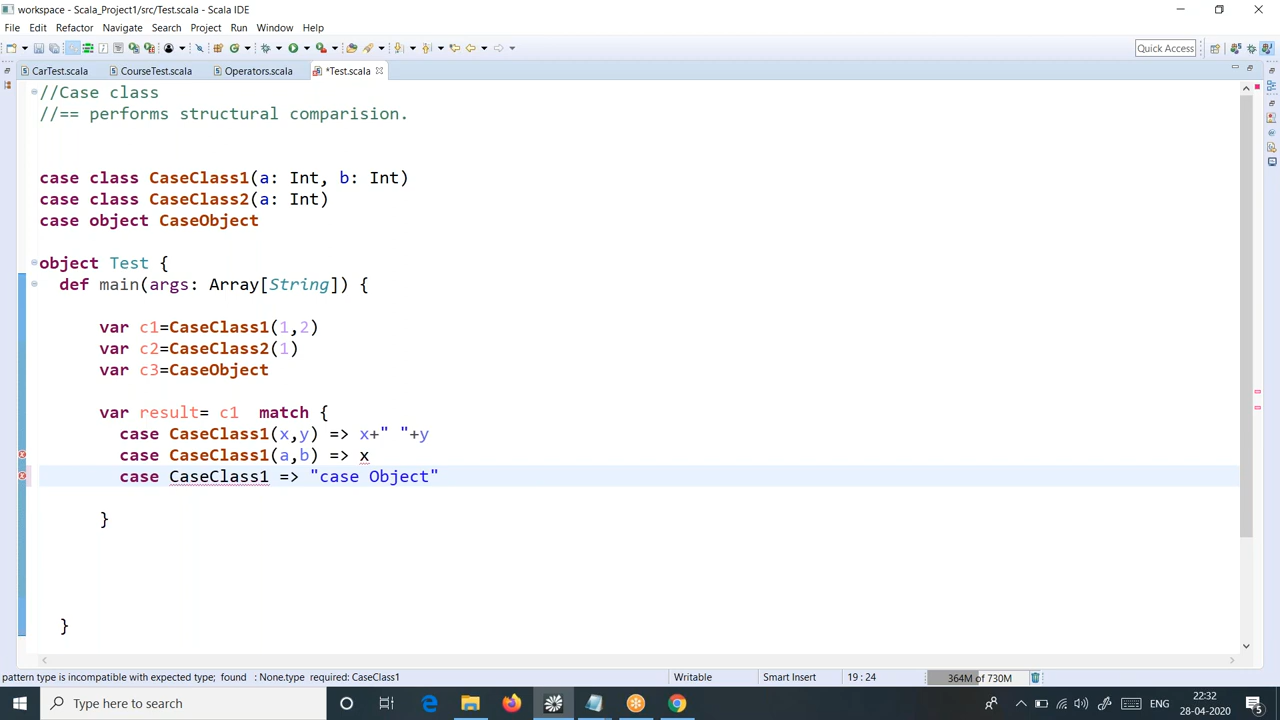 workspace - Scala_Project1/src/Test.scala - Scala IDE
File Edit Refactor Navigate Search Project Run Window Help
Quick Access
CarTest.scala CourseTest.scala Operators.scala *Test.scala
//Case class
//== performs structural comparision.
case class CaseClass1(a: Int, b: Int)
case class CaseClass2(a: Int)
case object CaseObject
object Test {
def main(args: Array[String]) {
var c1=CaseClass1(1,2)
var c2=CaseClass2(1)
var c3=CaseObject
var result= c1  match {
case CaseClass1(x,y) => x+" "+y
case CaseClass1(a,b) => x
case CaseClass1 => "case Object"
}
}
pattern type is incompatible with expected type; found : None.type required: CaseClass1 Writable Smart Insert 19 : 24 364M of 730M
Type here to search
ENG 22:32
28-04-2020
5